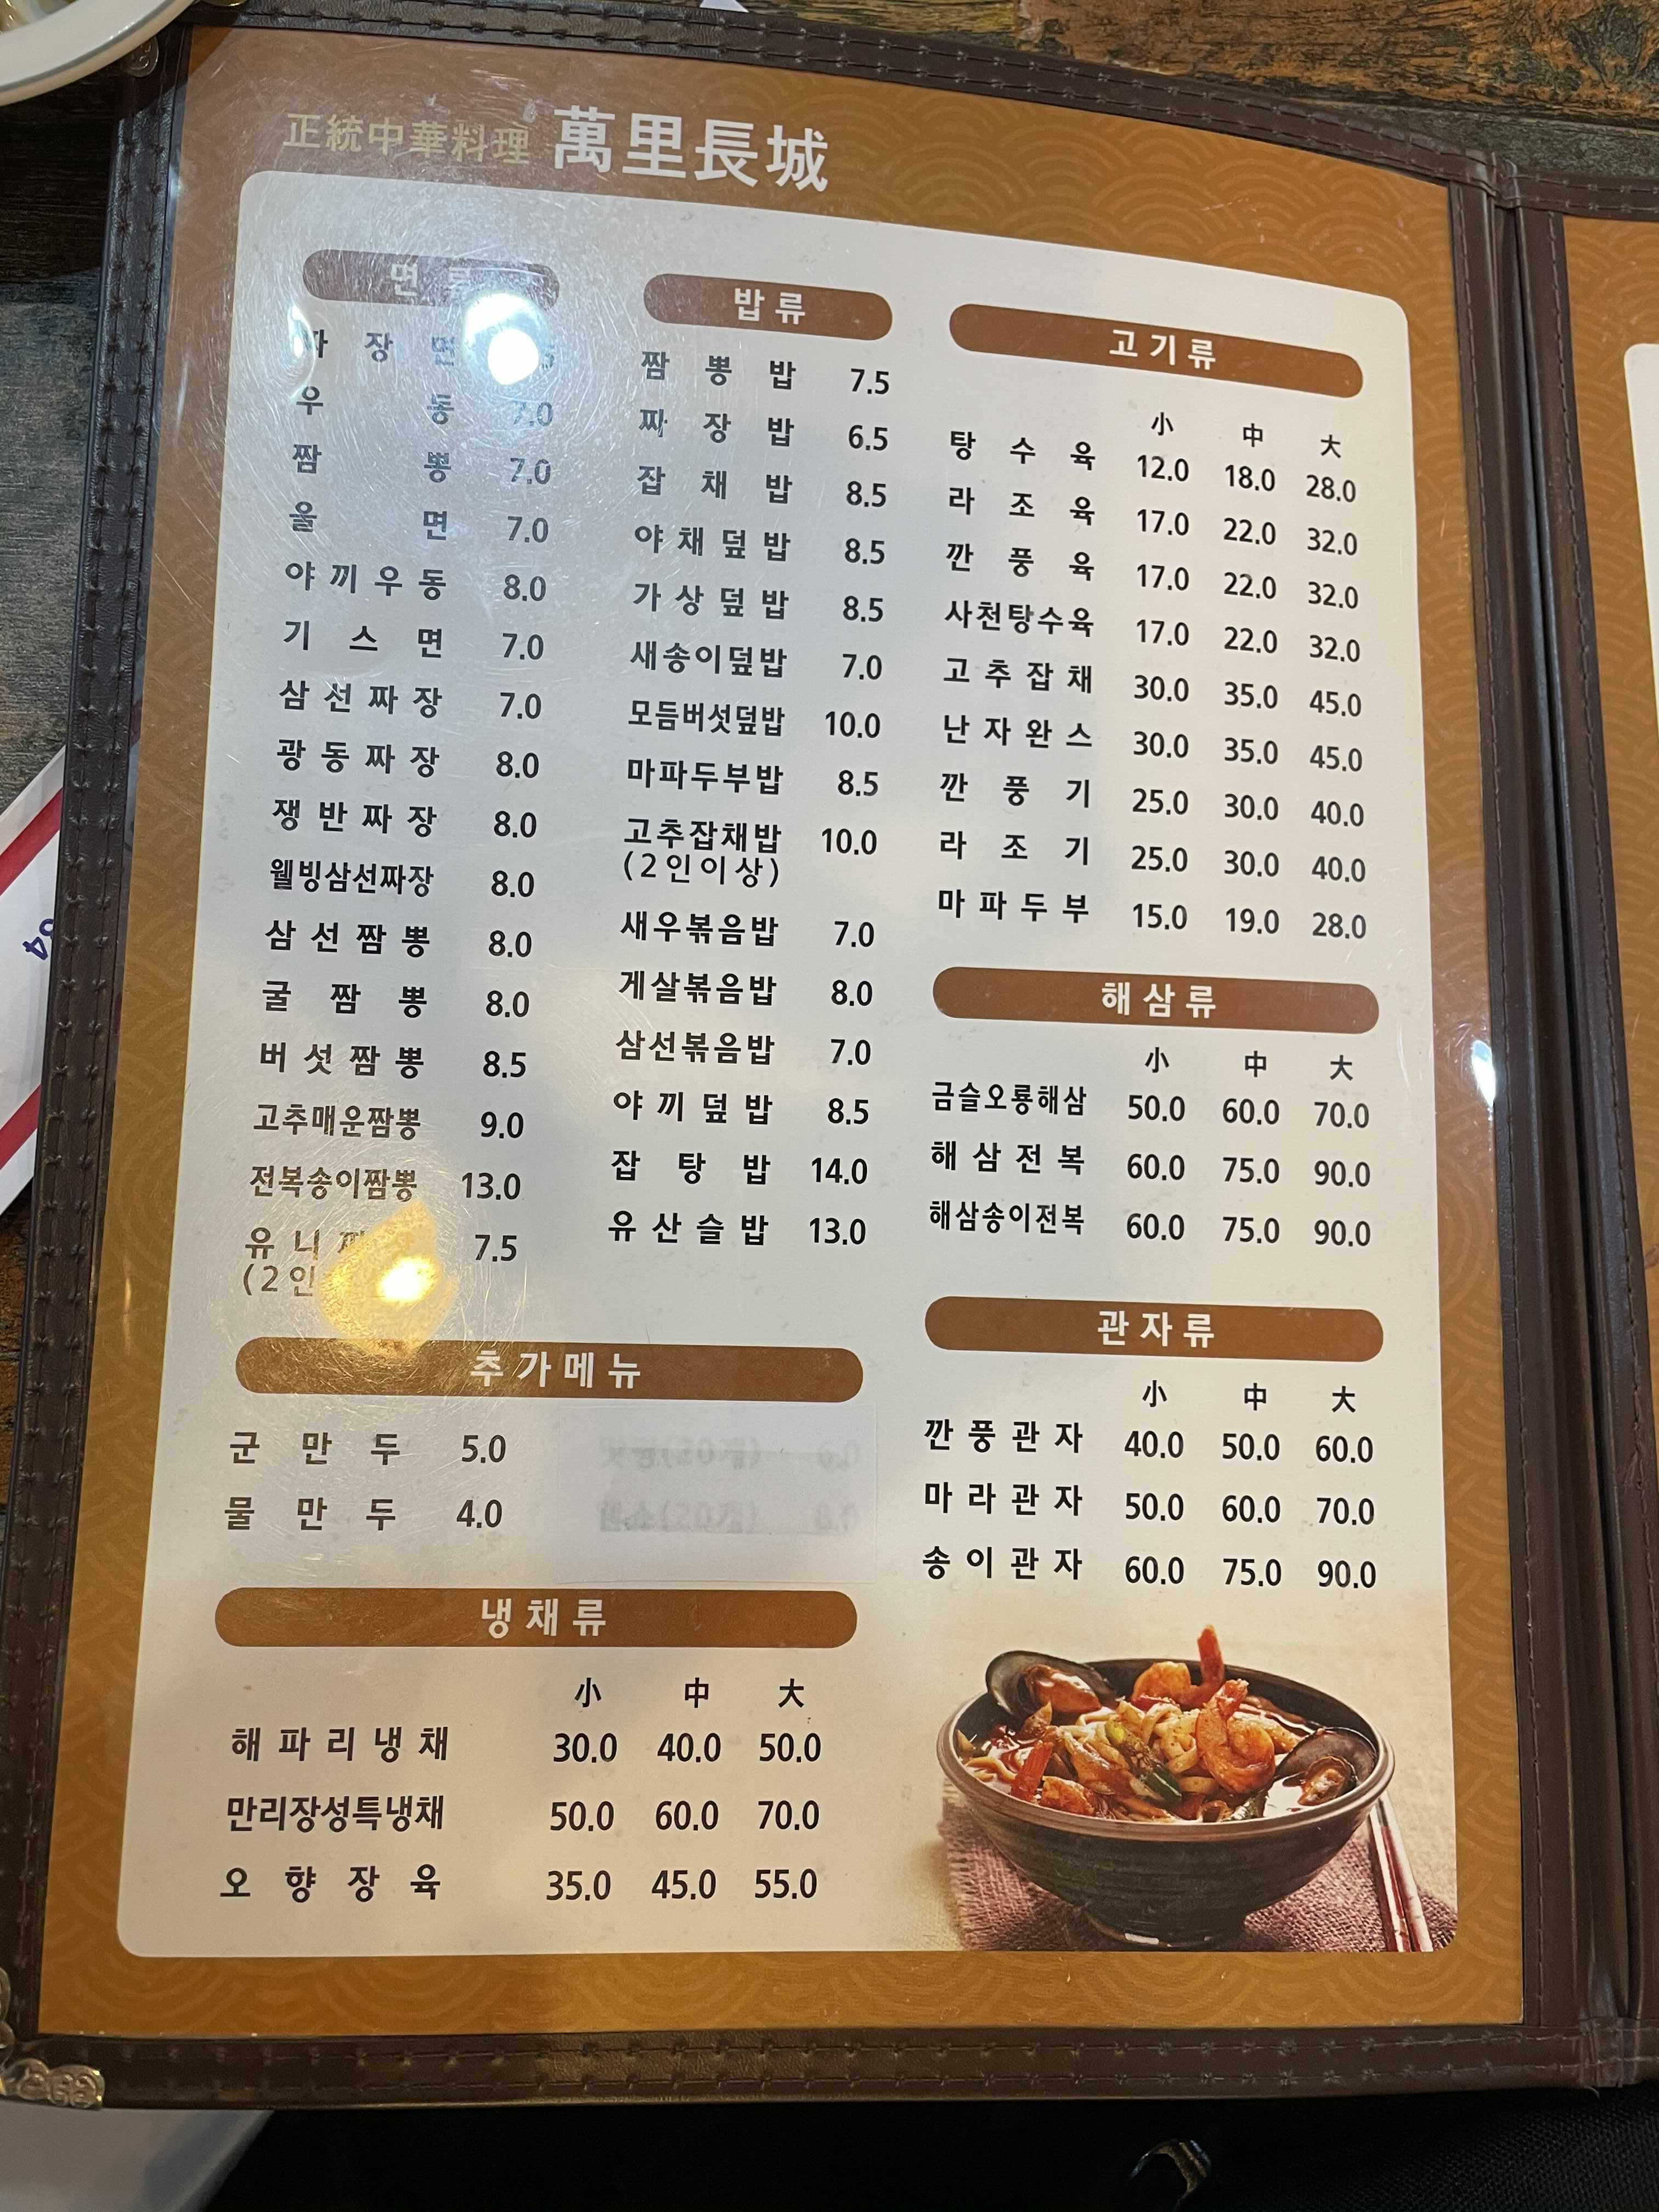 正統中華料理 萬里長城
면류
장 면
우동 7.0
짬뽕 7.0
울면 7.0
야끼우동 8.0
기스면 7.0
삼선짜장 7.0
광동짜장 8.0
쟁반짜장 8.0
웰빙삼선짜장 8.0
삼선짬뽕 8.0
굴짬뽕 8.0
버섯짬뽕 8.5
고추매운짬뽕 9.0
전복송이짬뽕 13.0
유니 7.5
(2인
밥류
짬뽕밥 7.5
짜장밥 6.5
잡채밥 8.5
야채덮밥 8.5
가상덮밥 8.5
새송이덮밥 7.0
모듬버섯덮밥 10.0
마파두부밥 8.5
고추잡채밥 10.0
(2인이상)
새우볶음밥 7.0
게살볶음밥 8.0
삼선볶음밥 7.0
야끼덮밥 8.5
잡탕밥 14.0
유산슬밥 13.0
고기류
小 中 大
탕수육 12.0 18.0 28.0
라조육 17.0 22.0 32.0
깐풍육 17.0 22.0 32.0
사천탕수육 17.0 22.0 32.0
고추잡채 30.0 35.0 45.0
난자완스 30.0 35.0 45.0
깐풍기 25.0 30.0 40.0
라조기 25.0 30.0 40.0
마파두부 15.0 19.0 28.0
해삼류
小 中 大
금슬오룡해삼 50.0 60.0 70.0
해삼전복 60.0 75.0 90.0
해삼송이전복 60.0 75.0 90.0
관자류
小 中 大
깐풍관자 40.0 50.0 60.0
마라관자 50.0 60.0 70.0
송이관자 60.0 75.0 90.0
추가메뉴
군만두 5.0
물만두 4.0
냉채류
小 中 大
해파리냉채 30.0 40.0 50.0
만리장성특냉채 50.0 60.0 70.0
오향장육 35.0 45.0 55.0